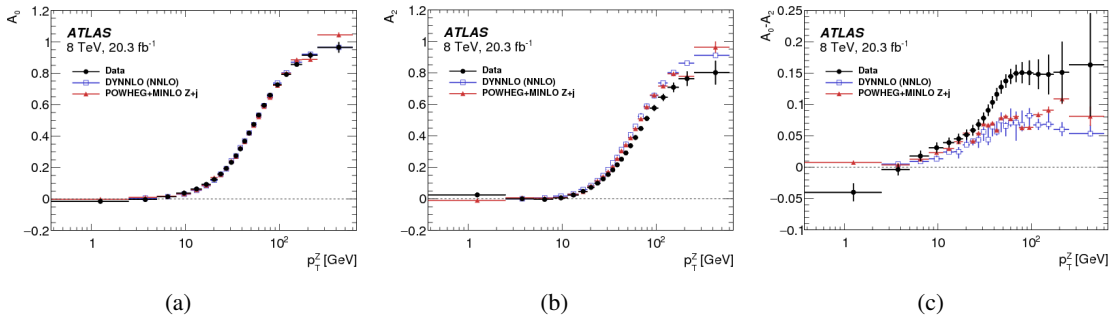 A₀
ATLAS
8 TeV, 20.3 fb⁻¹
Data
DYNNLO (NNLO)
POWHEG+MINLO Z+j
1.2
1
0.8
0.6
0.4
0.2
0
−0.2
1 10 10²
p_T^Z [GeV]
(a)
A₂
ATLAS
8 TeV, 20.3 fb⁻¹
Data
DYNNLO (NNLO)
POWHEG+MINLO Z+j
1.2
1
0.8
0.6
0.4
0.2
0
−0.2
1 10 10²
p_T^Z [GeV]
(b)
A₀-A₂
ATLAS
8 TeV, 20.3 fb⁻¹
Data
DYNNLO (NNLO)
POWHEG+MINLO Z+j
0.25
0.2
0.15
0.1
0.05
0
−0.05
−0.1
1 10 10²
p_T^Z [GeV]
(c)